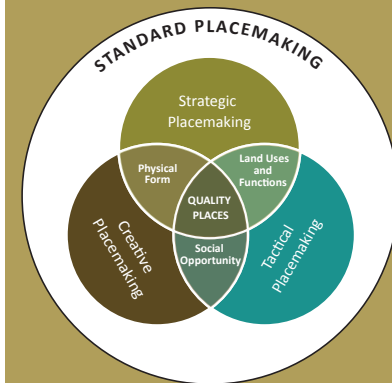 STANDARD PLACEMAKING
Strategic
Placemaking
Physical
Form
Land Uses
and
Functions
QUALITY
PLACES
Creative
Placemaking
Social
Opportunity
Tactical
Placemaking